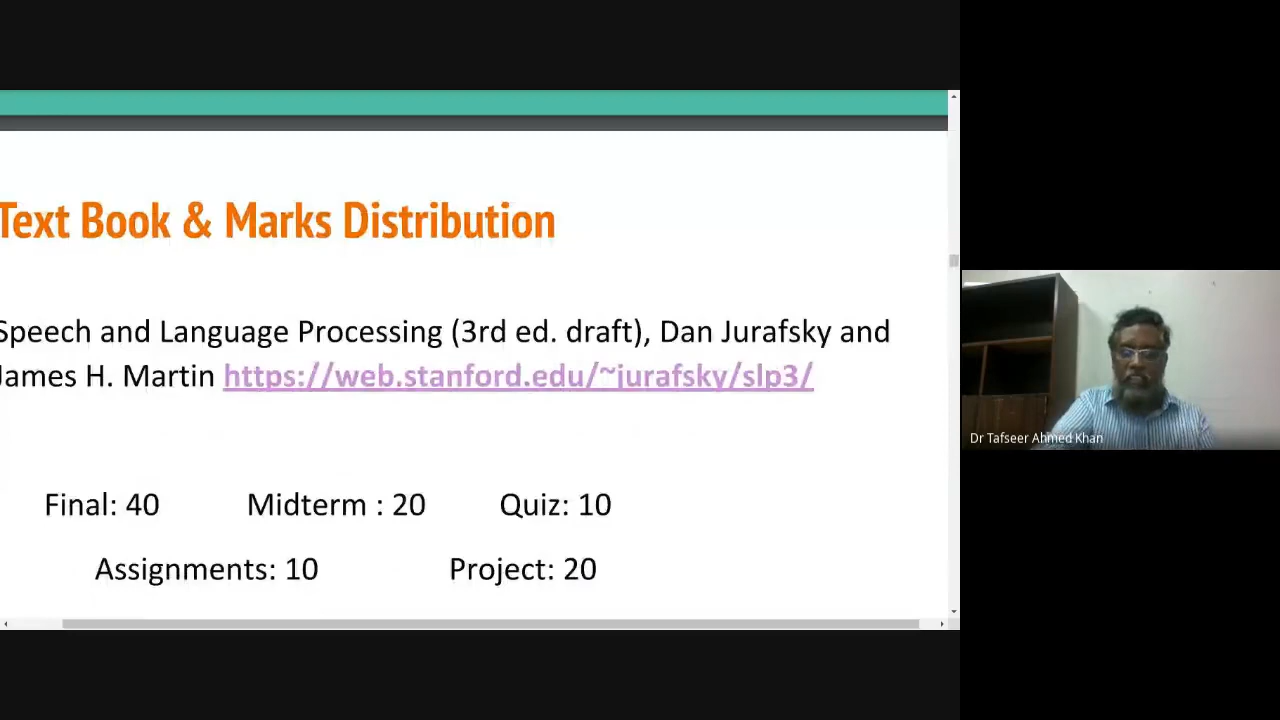 Text Book & Marks Distribution
Speech and Language Processing (3rd ed. draft), Dan Jurafsky and
James H. Martin https://web.stanford.edu/~jurafsky/slp3/
Final: 40 Midterm : 20 Quiz: 10
Assignments: 10 Project: 20
Dr Tafseer Ahmed Khan